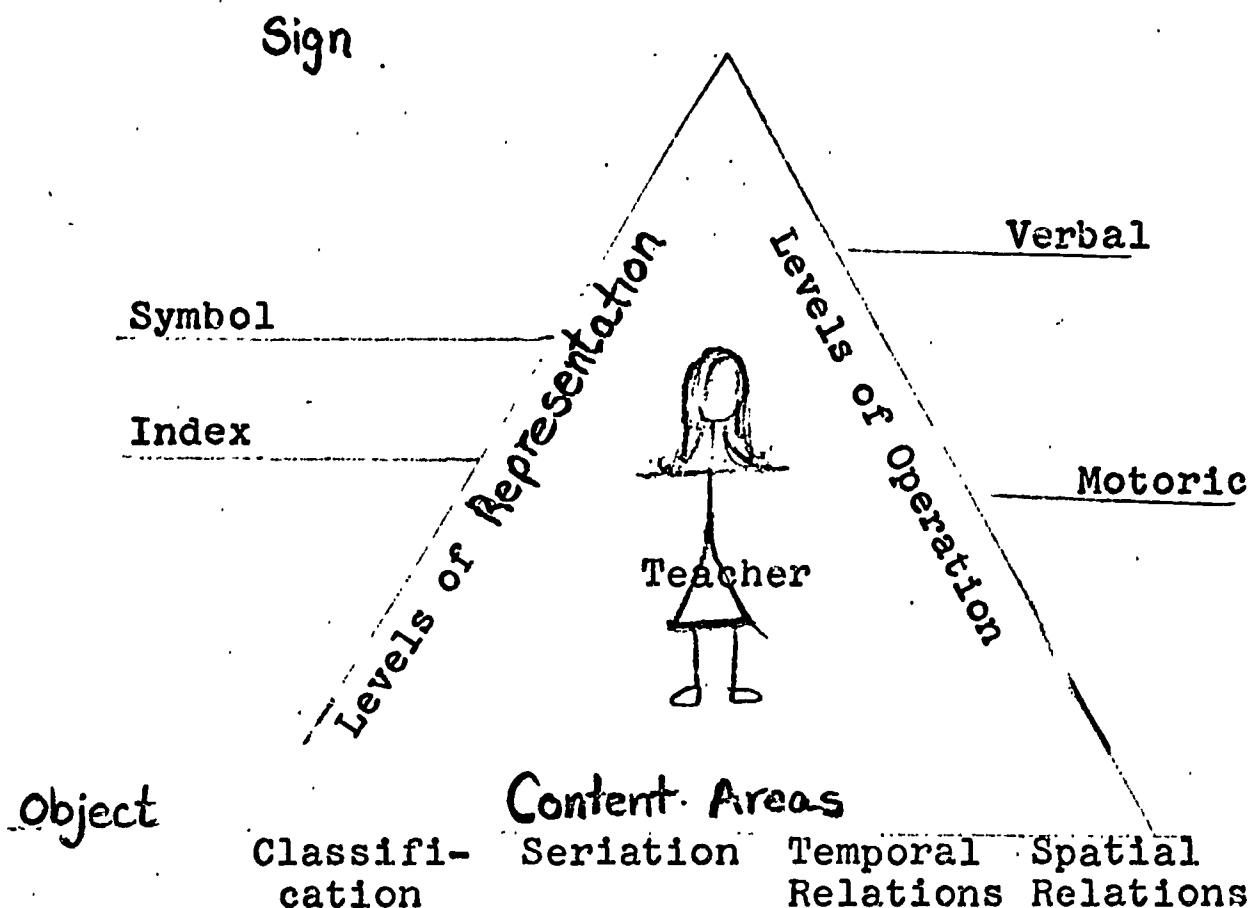 Sign
Verbal
Symbol
Index
Levels of Representation
Levels of Operation
Motoric
Teacher
Object
Content Areas
Classifi-
cation
Seriation
Temporal
Relations
Spatial
Relations